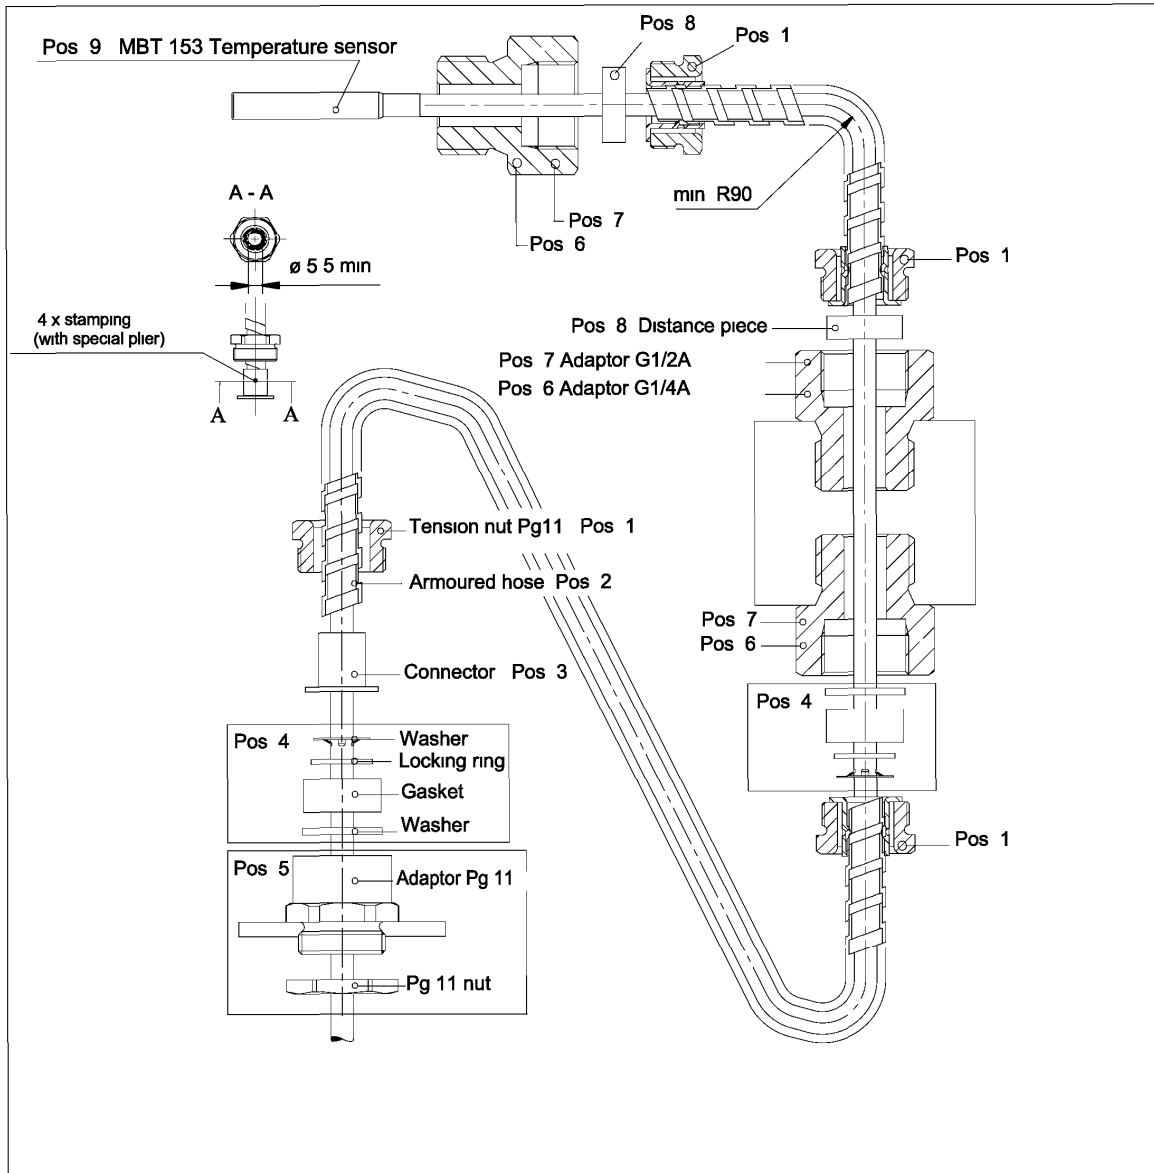 Pos 8
Pos 1
Pos 9 MBT 153 Temperature sensor
min R90
A - A
Pos 7
Pos 6
ø 5 5 min
Pos 1
4 x stamping
(with special plier)
Pos 8 Distance piece
Pos 7 Adaptor G1/2A
Pos 6 Adaptor G1/4A
A A
Tension nut Pg11 Pos 1
Armoured hose Pos 2
Pos 7
Pos 6
Connector Pos 3
Pos 4
Pos 4
Washer
Locking ring
Gasket
Washer
Pos 1
Pos 5
Adaptor Pg 11
Pg 11 nut